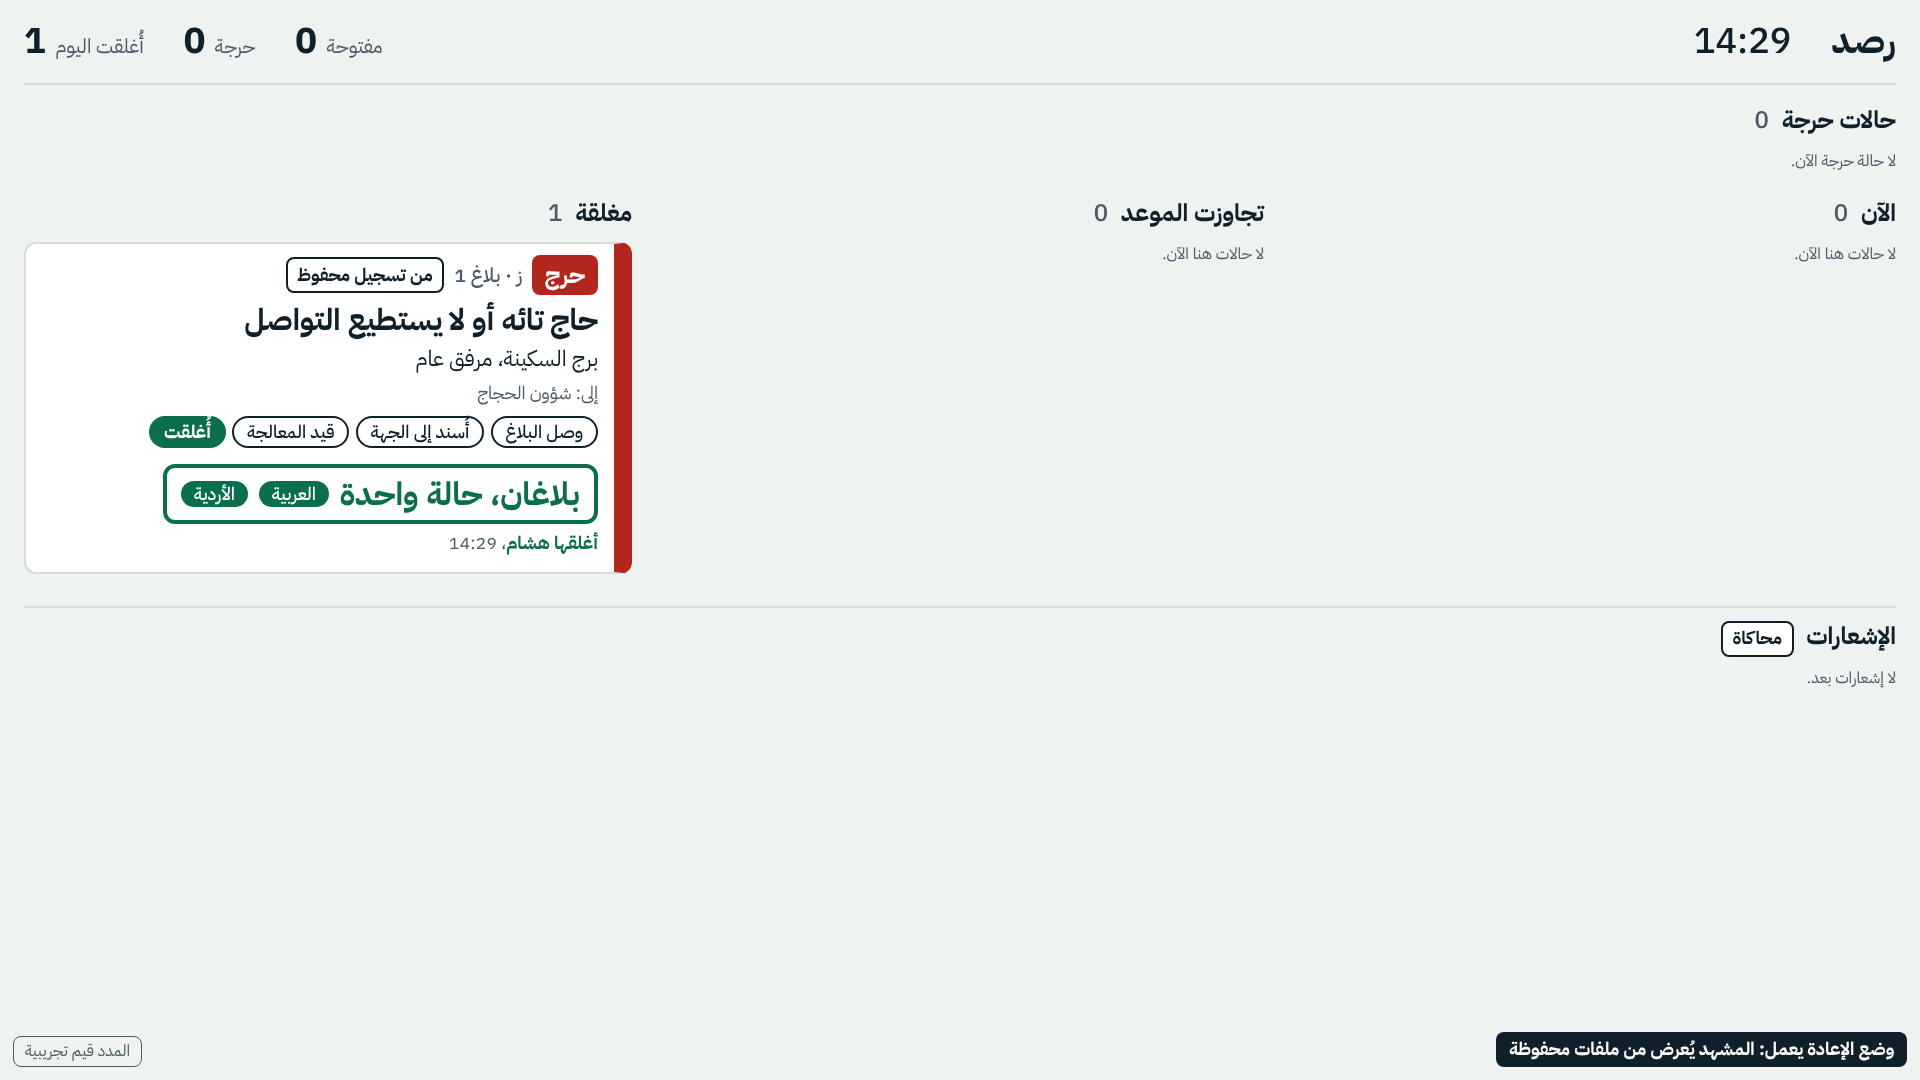 رصد 14:29
مفتوحة 0 حرجة 0 أُغلقت اليوم 1
حالات حرجة 0
لا حالة حرجة الآن.
الآن 0
لا حالات هنا الآن.
تجاوزت الموعد 0
لا حالات هنا الآن.
مغلقة 1
حرج ز · بلاغ 1 من تسجيل محفوظ
حاج تائه أو لا يستطيع التواصل
برج السكينة، مرفق عام
إلى: شؤون الحجاج
وصل البلاغ أُسند إلى الجهة قيد المعالجة أُغلقت
بلاغان، حالة واحدة العربية الأردية
أغلقها هشام، 14:29
الإشعارات محاكاة
لا إشعارات بعد.
وضع الإعادة يعمل: المشهد يُعرض من ملفات محفوظة
المدد قيم تجريبية